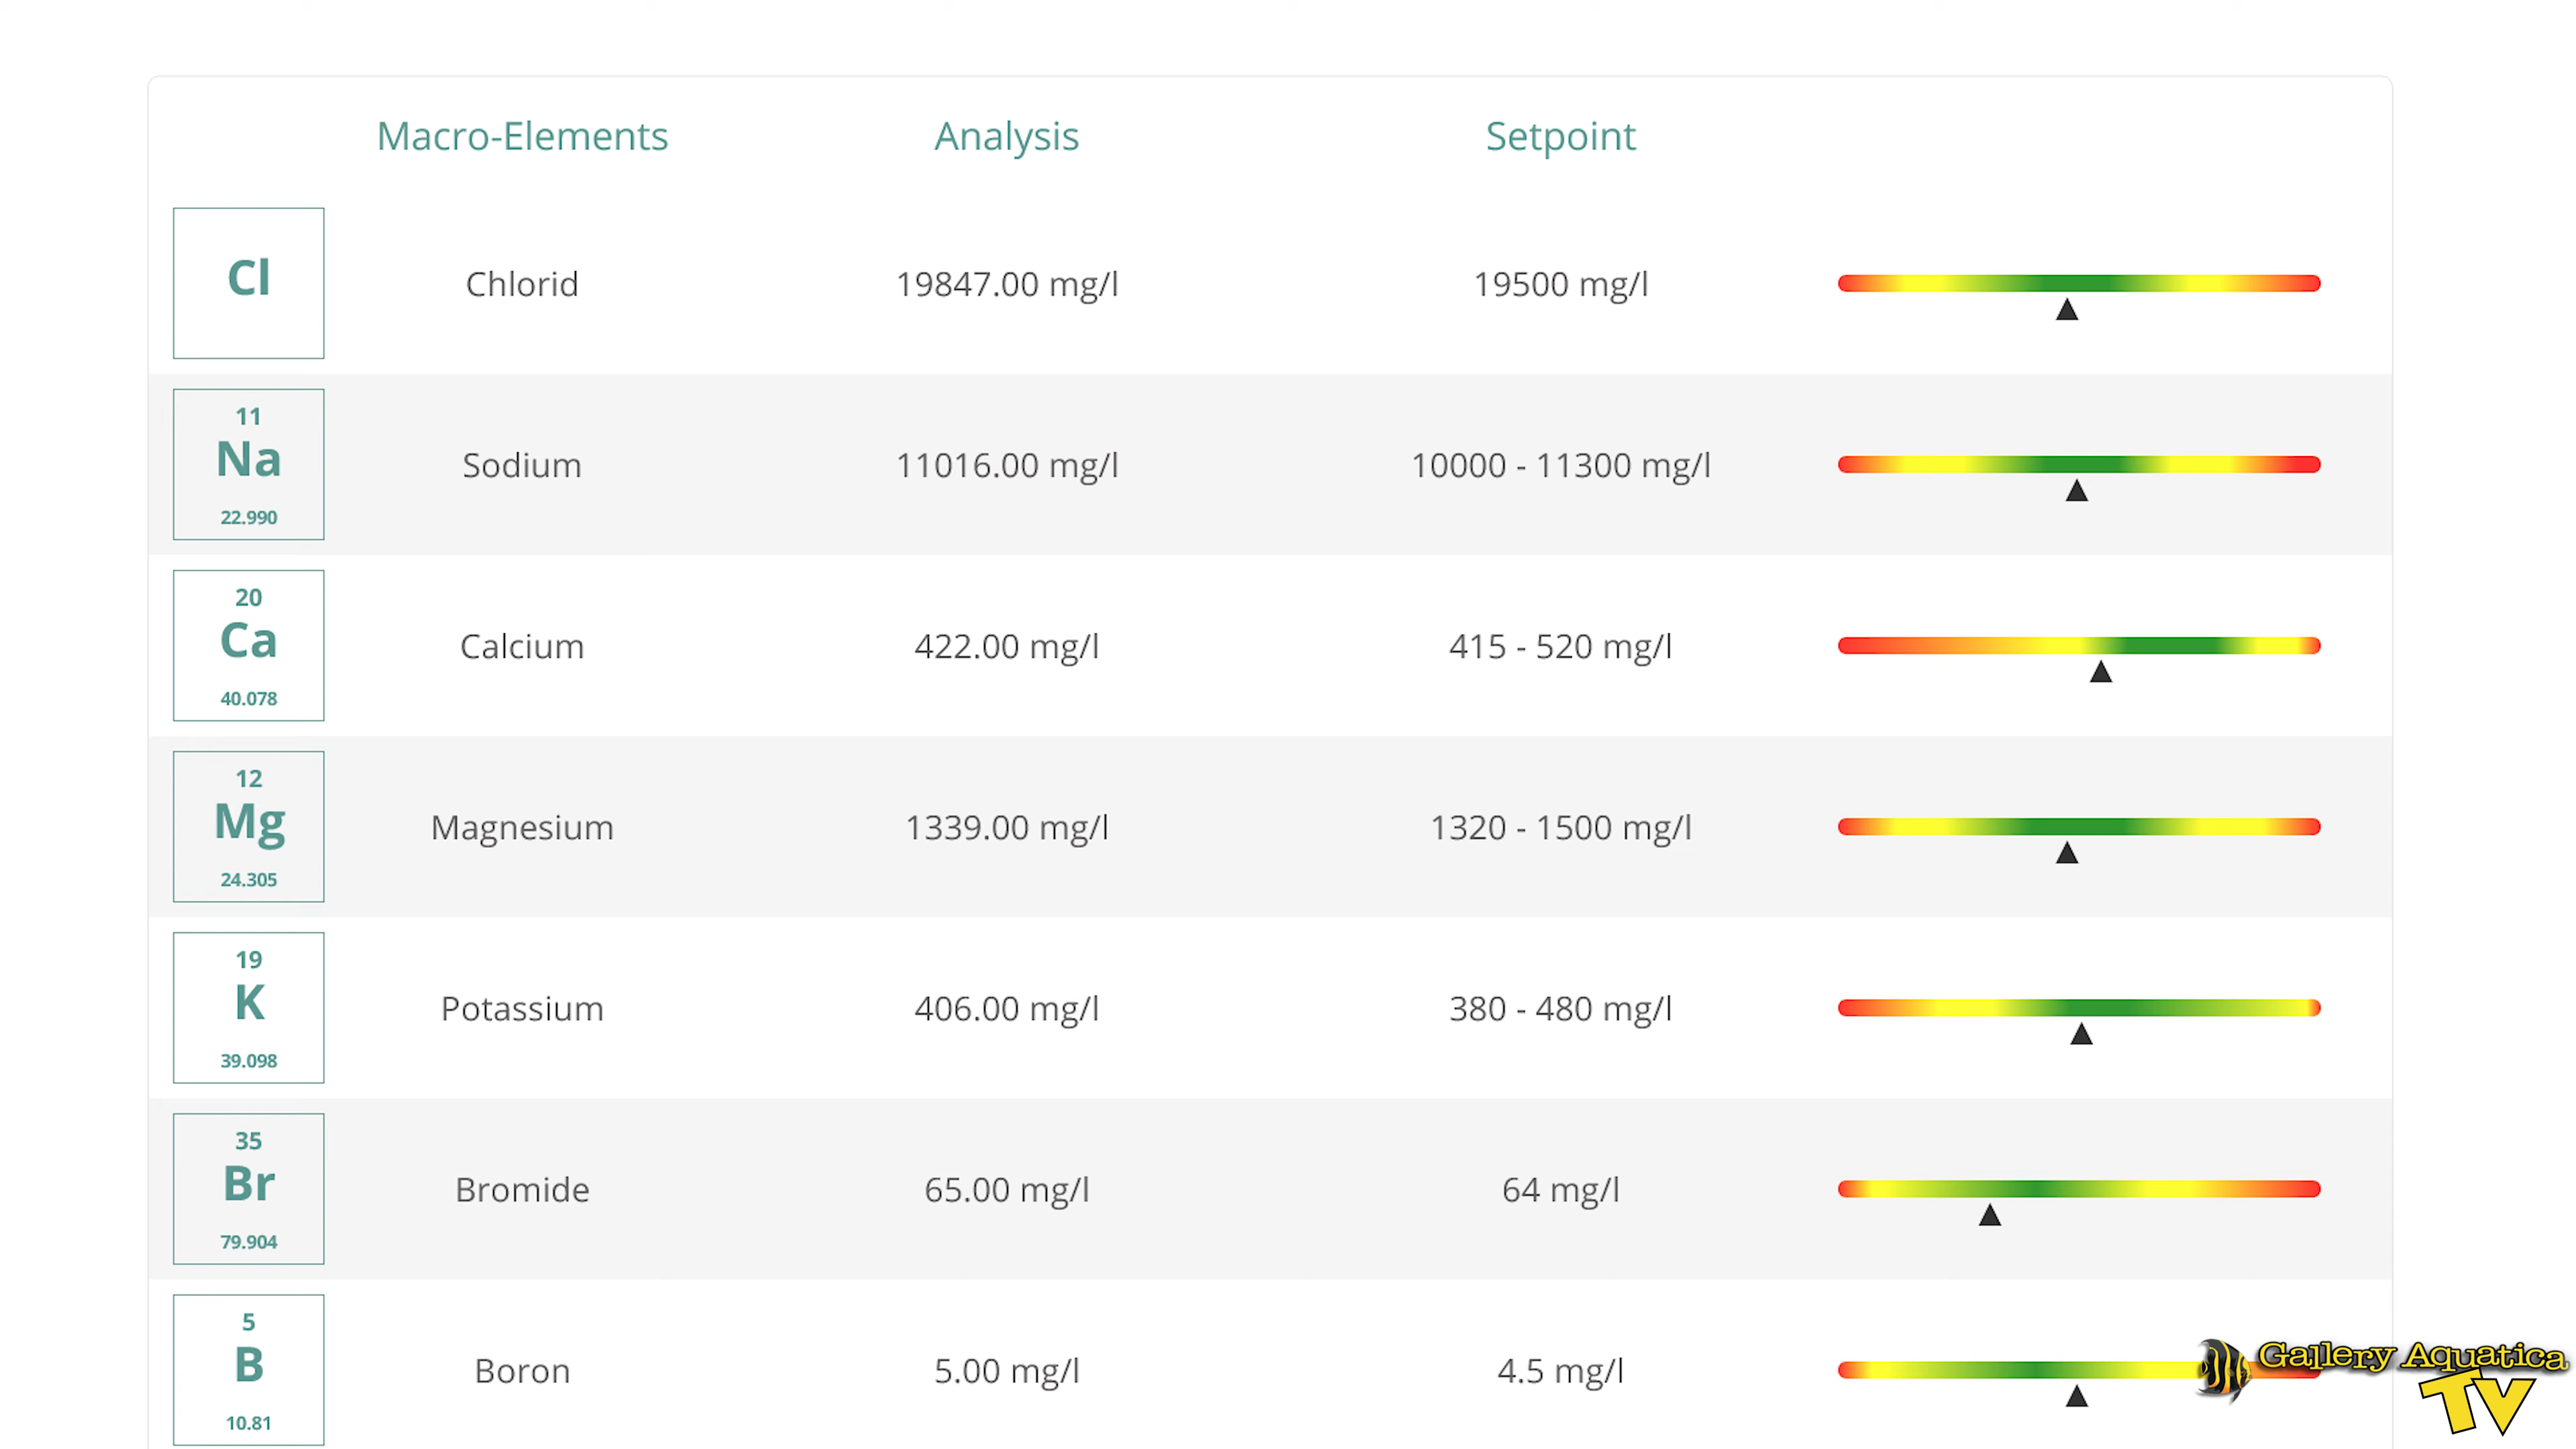 Macro-Elements Analysis Setpoint
Cl
Chlorid 19847.00 mg/l 19500 mg/l
11
Na
22.990
Sodium 11016.00 mg/l 10000 - 11300 mg/l
20
Ca
40.078
Calcium 422.00 mg/l 415 - 520 mg/l
12
Mg
24.305
Magnesium 1339.00 mg/l 1320 - 1500 mg/l
19
K
39.098
Potassium 406.00 mg/l 380 - 480 mg/l
35
Br
79.904
Bromide 65.00 mg/l 64 mg/l
5
B
10.81
Boron 5.00 mg/l 4.5 mg/l
Gallery Aquatica
TV